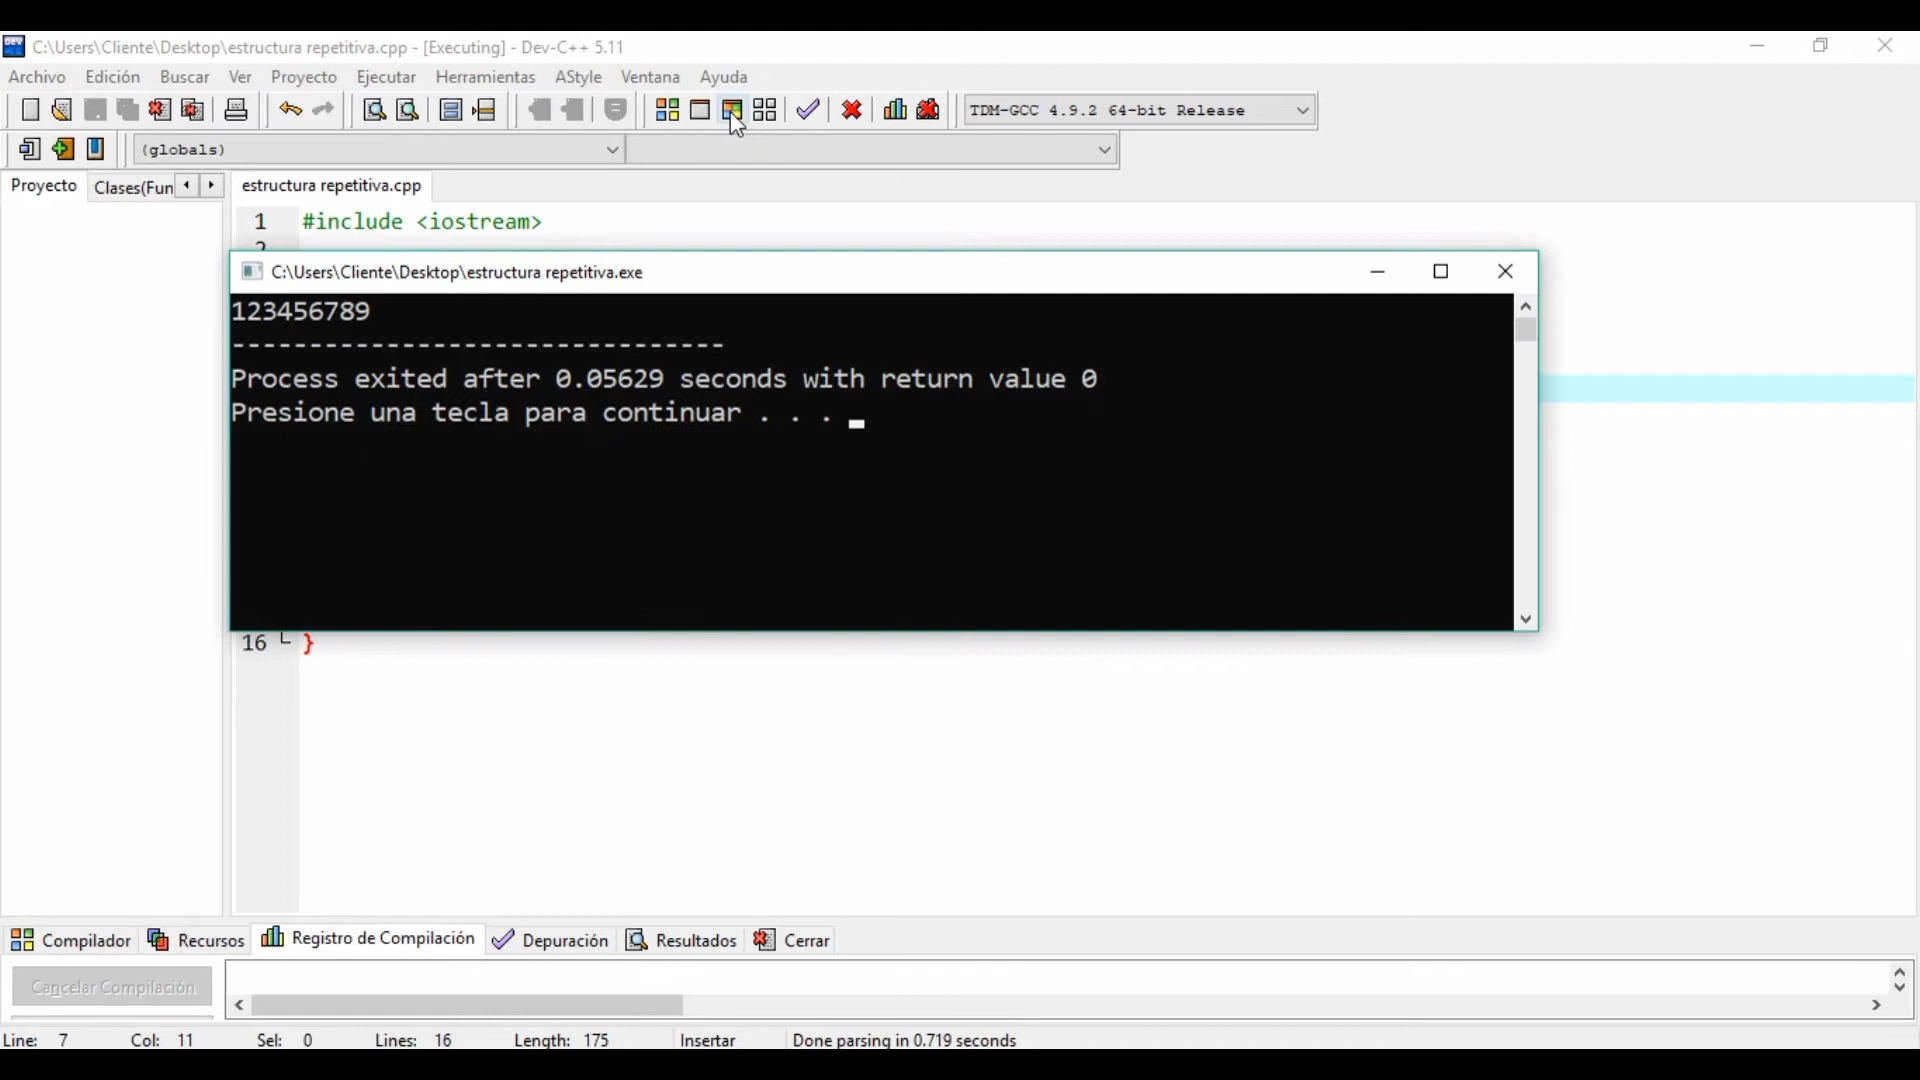 C:\Users\Cliente\Desktop\estructura repetitiva.cpp - [Executing] - Dev-C++ 5.11
Archivo Edición Buscar Ver Proyecto Ejecutar Herramientas AStyle Ventana Ayuda
TDM-GCC 4.9.2 64-bit Release
(globals)
Proyecto Clases(Fun estructura repetitiva.cpp
1 #include <iostream>
2
C:\Users\Cliente\Desktop\estructura repetitiva.exe
123456789
--------------------------------
Process exited after 0.05629 seconds with return value 0
Presione una tecla para continuar . . .
16 }
Compilador Recursos Registro de Compilación Depuración Resultados Cerrar
Cancelar Compilación
Line: 7 Col: 11 Sel: 0 Lines: 16 Length: 175 Insertar Done parsing in 0.719 seconds